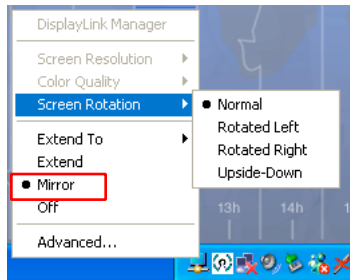 DisplayLink Manager
Screen Resolution
Color Quality
Screen Rotation
Normal
Rotated Left
Rotated Right
Upside-Down
Extend To
Extend
Mirror
Off
Advanced...
13h 14h 1